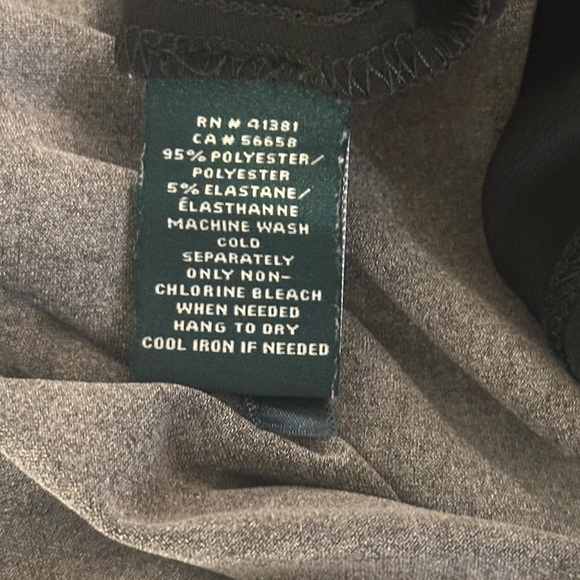 RN # 41381
CA # 56658
95% POLYESTER/
POLYESTER
5% ELASTANE/
ÉLASTHANNE
MACHINE WASH
COLD
SEPARATELY
ONLY NON-
CHLORINE BLEACH
WHEN NEEDED
HANG TO DRY
COOL IRON IF NEEDED